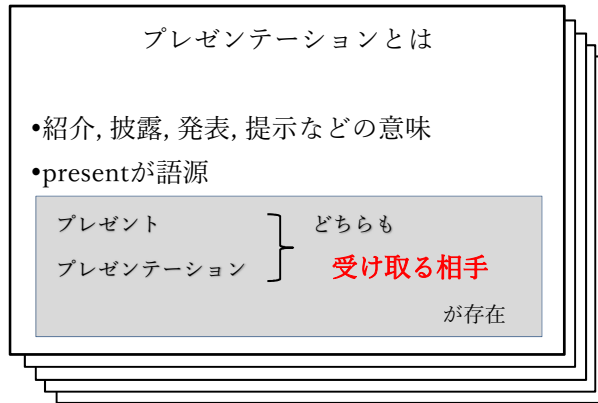 プレゼンテーションとは
•紹介, 披露, 発表, 提示などの意味
•presentが語源
プレゼント
プレゼンテーション
どちらも
受け取る相手
が存在